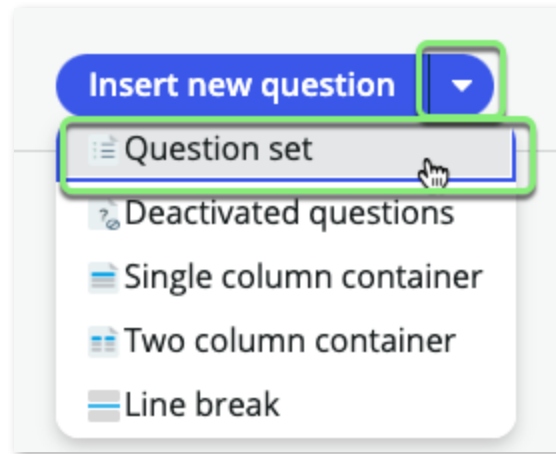 Insert new question
Question set
Deactivated questions
Single column container
Two column container
Line break